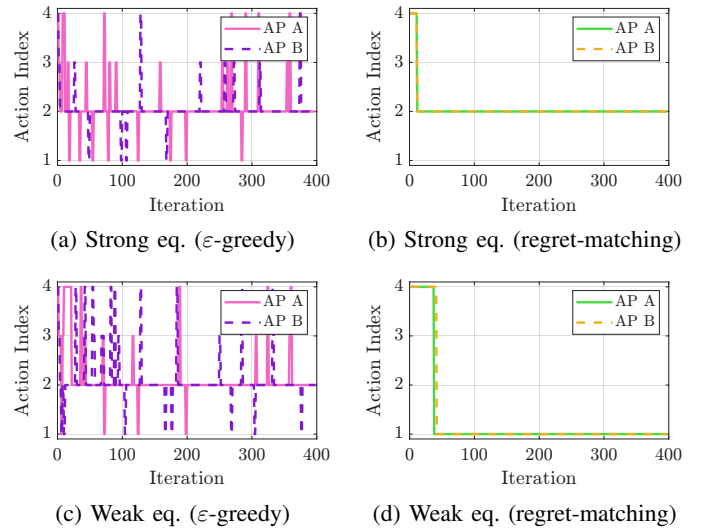 4
3
2
1
Action Index
AP A
AP B
0 100 200 300 400
Iteration
(a) Strong eq. (ε-greedy)
4
3
2
1
Action Index
AP A
AP B
0 100 200 300 400
Iteration
(b) Strong eq. (regret-matching)
4
3
2
1
Action Index
AP A
AP B
0 100 200 300 400
Iteration
(c) Weak eq. (ε-greedy)
4
3
2
1
Action Index
AP A
AP B
0 100 200 300 400
Iteration
(d) Weak eq. (regret-matching)